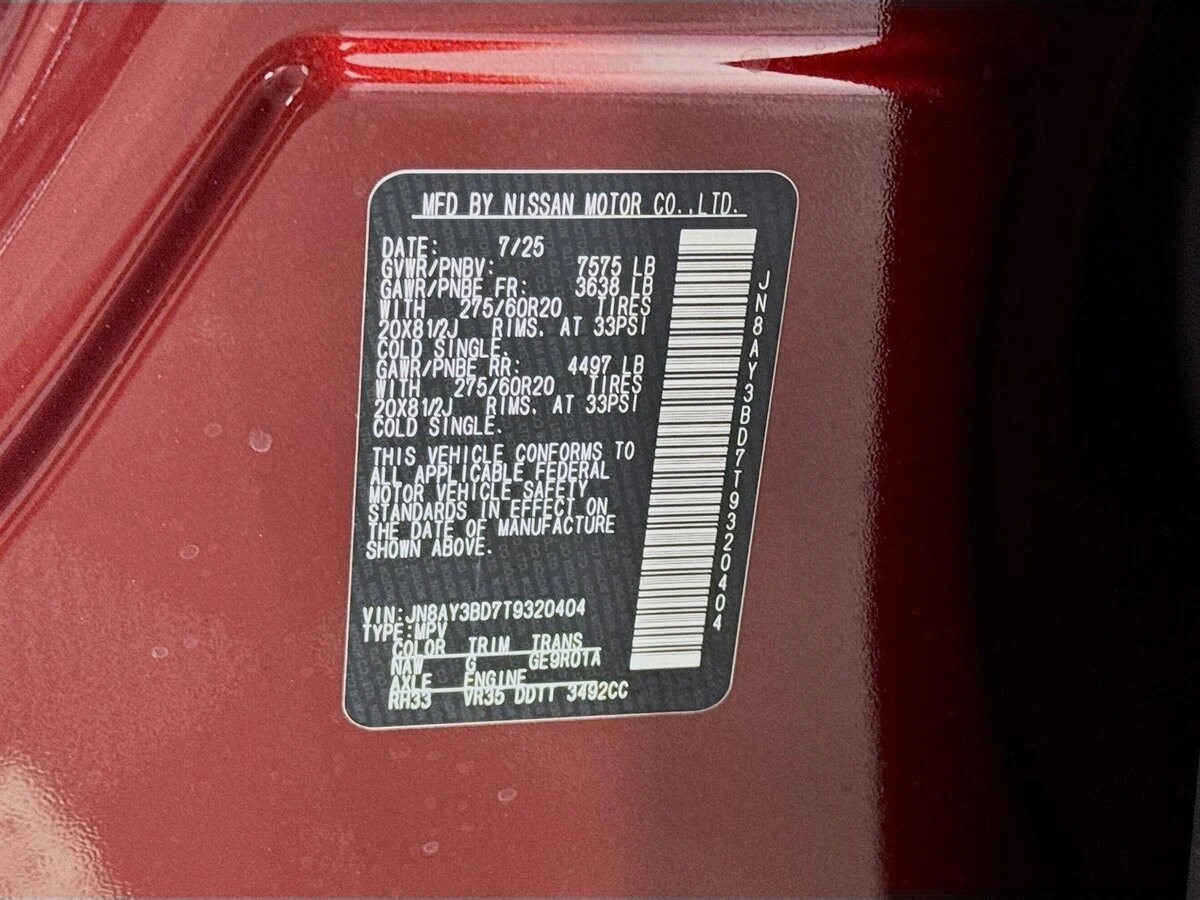 MFD BY NISSAN MOTOR CO.,LTD.
DATE: 7/25
GVWR/PNBV: 7575 LB
GAWR/PNBE FR: 3638 LB
WITH 275/60R20 TIRES
20X81/2J RIMS. AT 33PSI
COLD SINGLE.
GAWR/PNBE RR: 4497 LB
WITH 275/60R20 TIRES
20X81/2J RIMS. AT 33PSI
COLD SINGLE.
THIS VEHICLE CONFORMS TO
ALL APPLICABLE FEDERAL
MOTOR VEHICLE SAFETY
STANDARDS IN EFFECT ON
THE DATE OF MANUFACTURE
SHOWN ABOVE.
VIN:JN8AY3BD7T9320404
TYPE:MPV
COLOR TRIM TRANS
NAW G GE9R01A
AXLE ENGINE
RH33 VR35 DDTT 3492CC
JN8AY3BD7T9320404